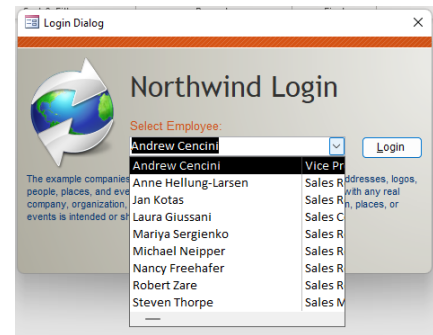 Login Dialog
Northwind Login
Select Employee:
Andrew Cencini
Login
Andrew Cencini Vice Pr
Anne Hellung-Larsen Sales R
Jan Kotas Sales R
Laura Giussani Sales C
Mariya Sergienko Sales R
Michael Neipper Sales R
Nancy Freehafer Sales R
Robert Zare Sales R
Steven Thorpe Sales M
The example companies ddresses, logos,
people, places, and eve with any real
company, organization, n, places, or
events is intended or sh